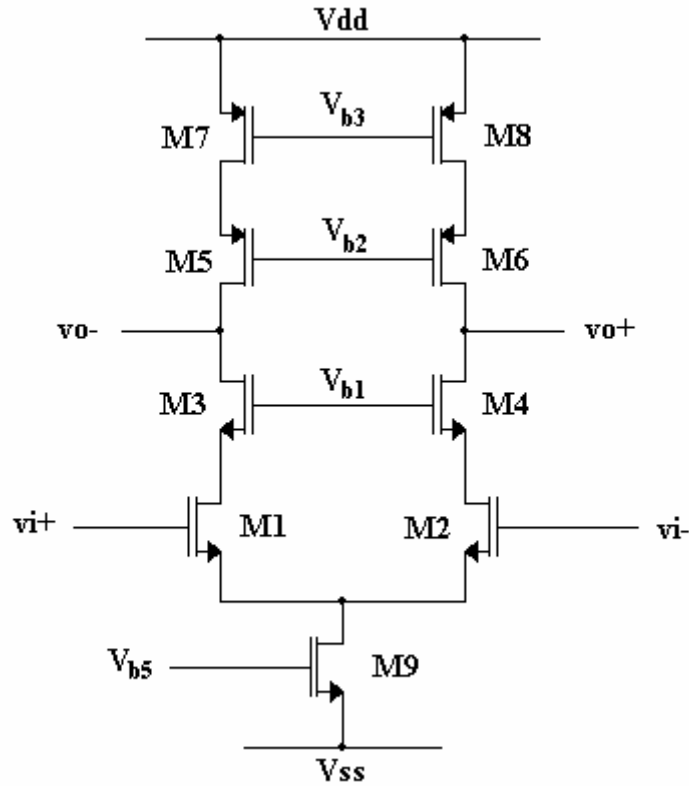 Vdd
Vb3
M7 M8
Vb2
M5 M6
vo- vo+
Vb1
M3 M4
vi+ M1 M2 vi-
Vb5 M9
Vss